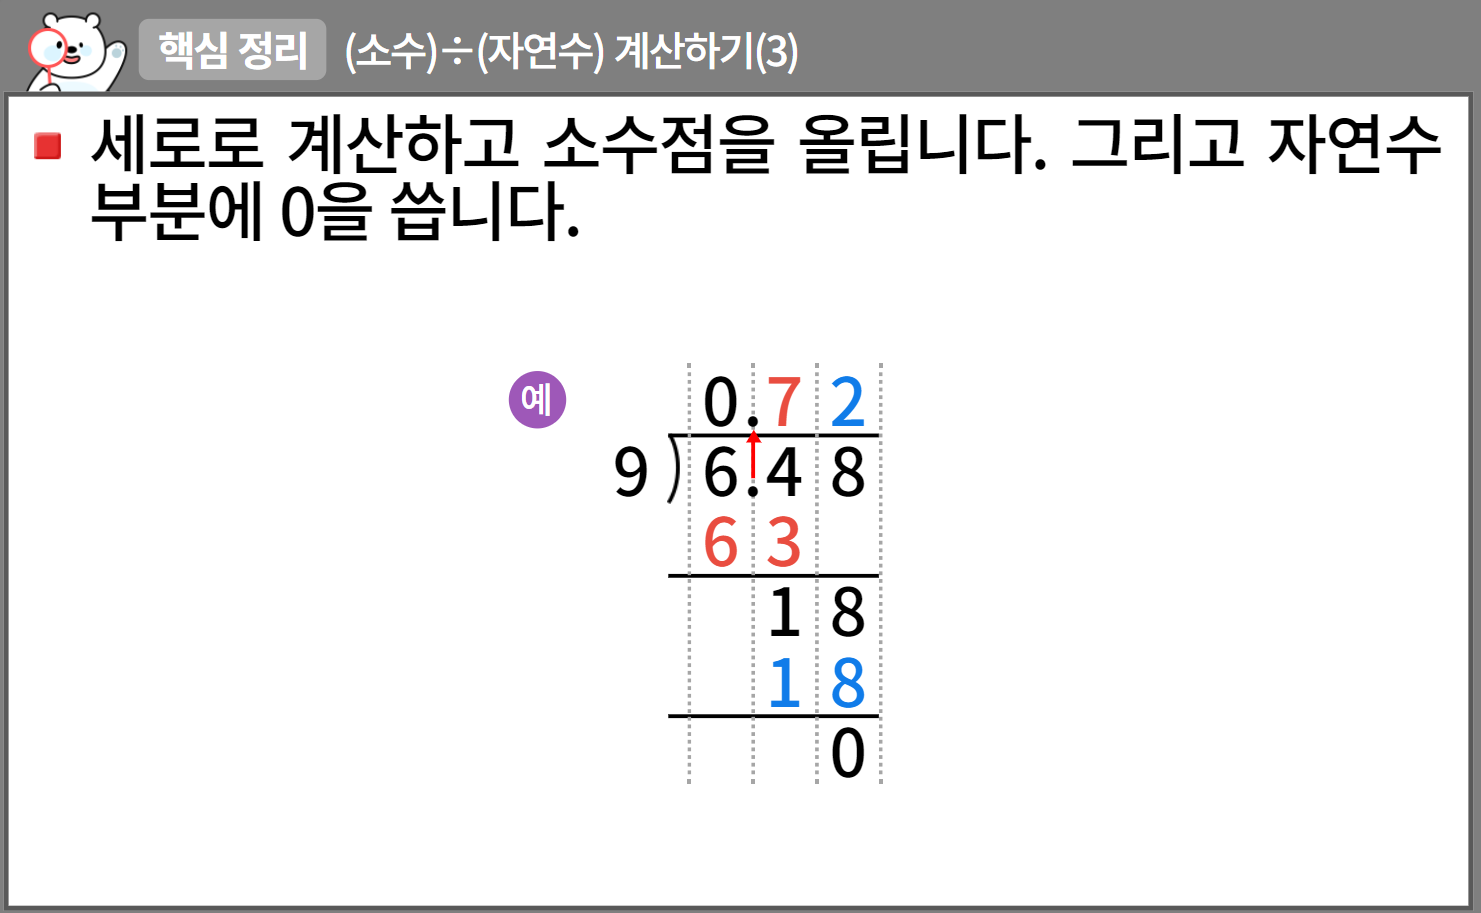 핵심 정리 (소수)÷(자연수) 계산하기(3)
세로로 계산하고 소수점을 올립니다. 그리고 자연수
부분에 0을 씁니다.
예 0.72
9)6.48
63
18
18
0